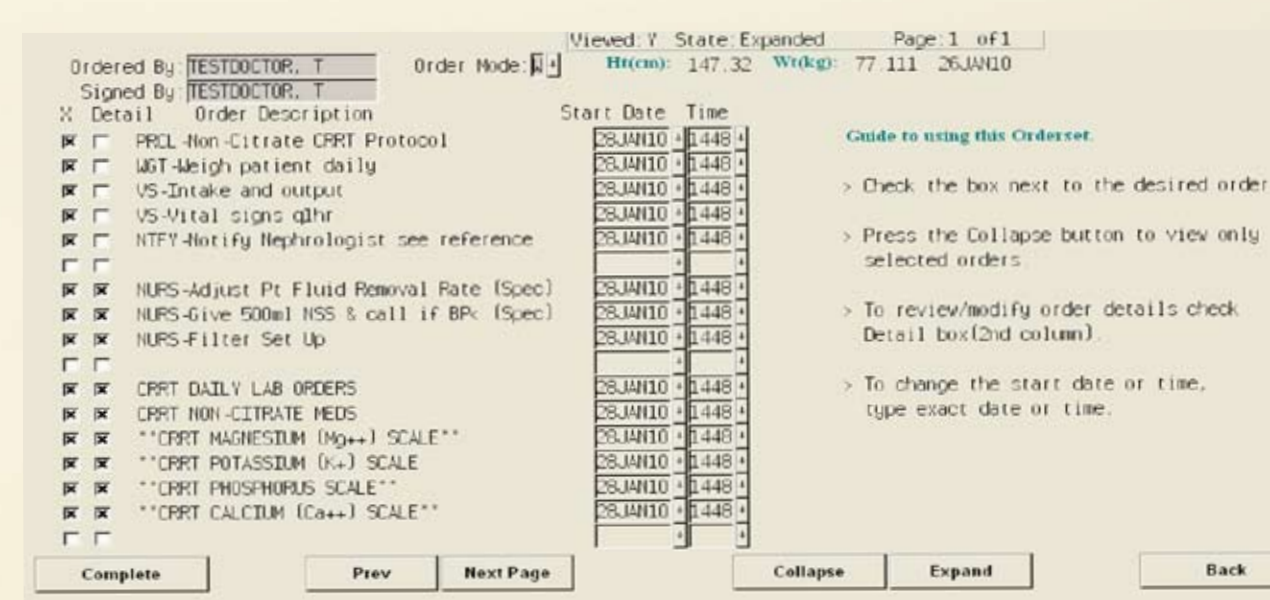 Viewed: Y State: Expanded Page: 1 of 1
Ordered By: TESTDOCTOR, T Order Mode: Ht(cm): 147.32 Wt(kg): 77.111 26JAN10
Signed By: TESTDOCTOR, T
X Detail Order Description Start Date Time
PRCL-Non-Citrate CRRT Protocol 28JAN10 1448
Guide to using this Orderset.
WGT-Weigh patient daily 28JAN10 1448
VS-Intake and output 28JAN10 1448
> Check the box next to the desired order
VS-Vital signs q1hr 28JAN10 1448
NTFY-Notify Nephrologist see reference 28JAN10 1448
> Press the Collapse button to view only
selected orders
NURS-Adjust Pt Fluid Removal Rate (Spec) 28JAN10 1448
NURS-Give 500ml NSS & call if BP< (Spec) 28JAN10 1448
> To review/modify order details check
NURS-Filter Set Up 28JAN10 1448
Detail box(2nd column).
CRRT DAILY LAB ORDERS 28JAN10 1448
> To change the start date or time,
CRRT NON-CITRATE MEDS 28JAN10 1448
type exact date or time.
**CRRT MAGNESIUM (Mg++) SCALE** 28JAN10 1448
**CRRT POTASSIUM (K+) SCALE 28JAN10 1448
**CRRT PHOSPHORUS SCALE** 28JAN10 1448
**CRRT CALCIUM (Ca++) SCALE** 28JAN10 1448
Complete Prev Next Page Collapse Expand Back